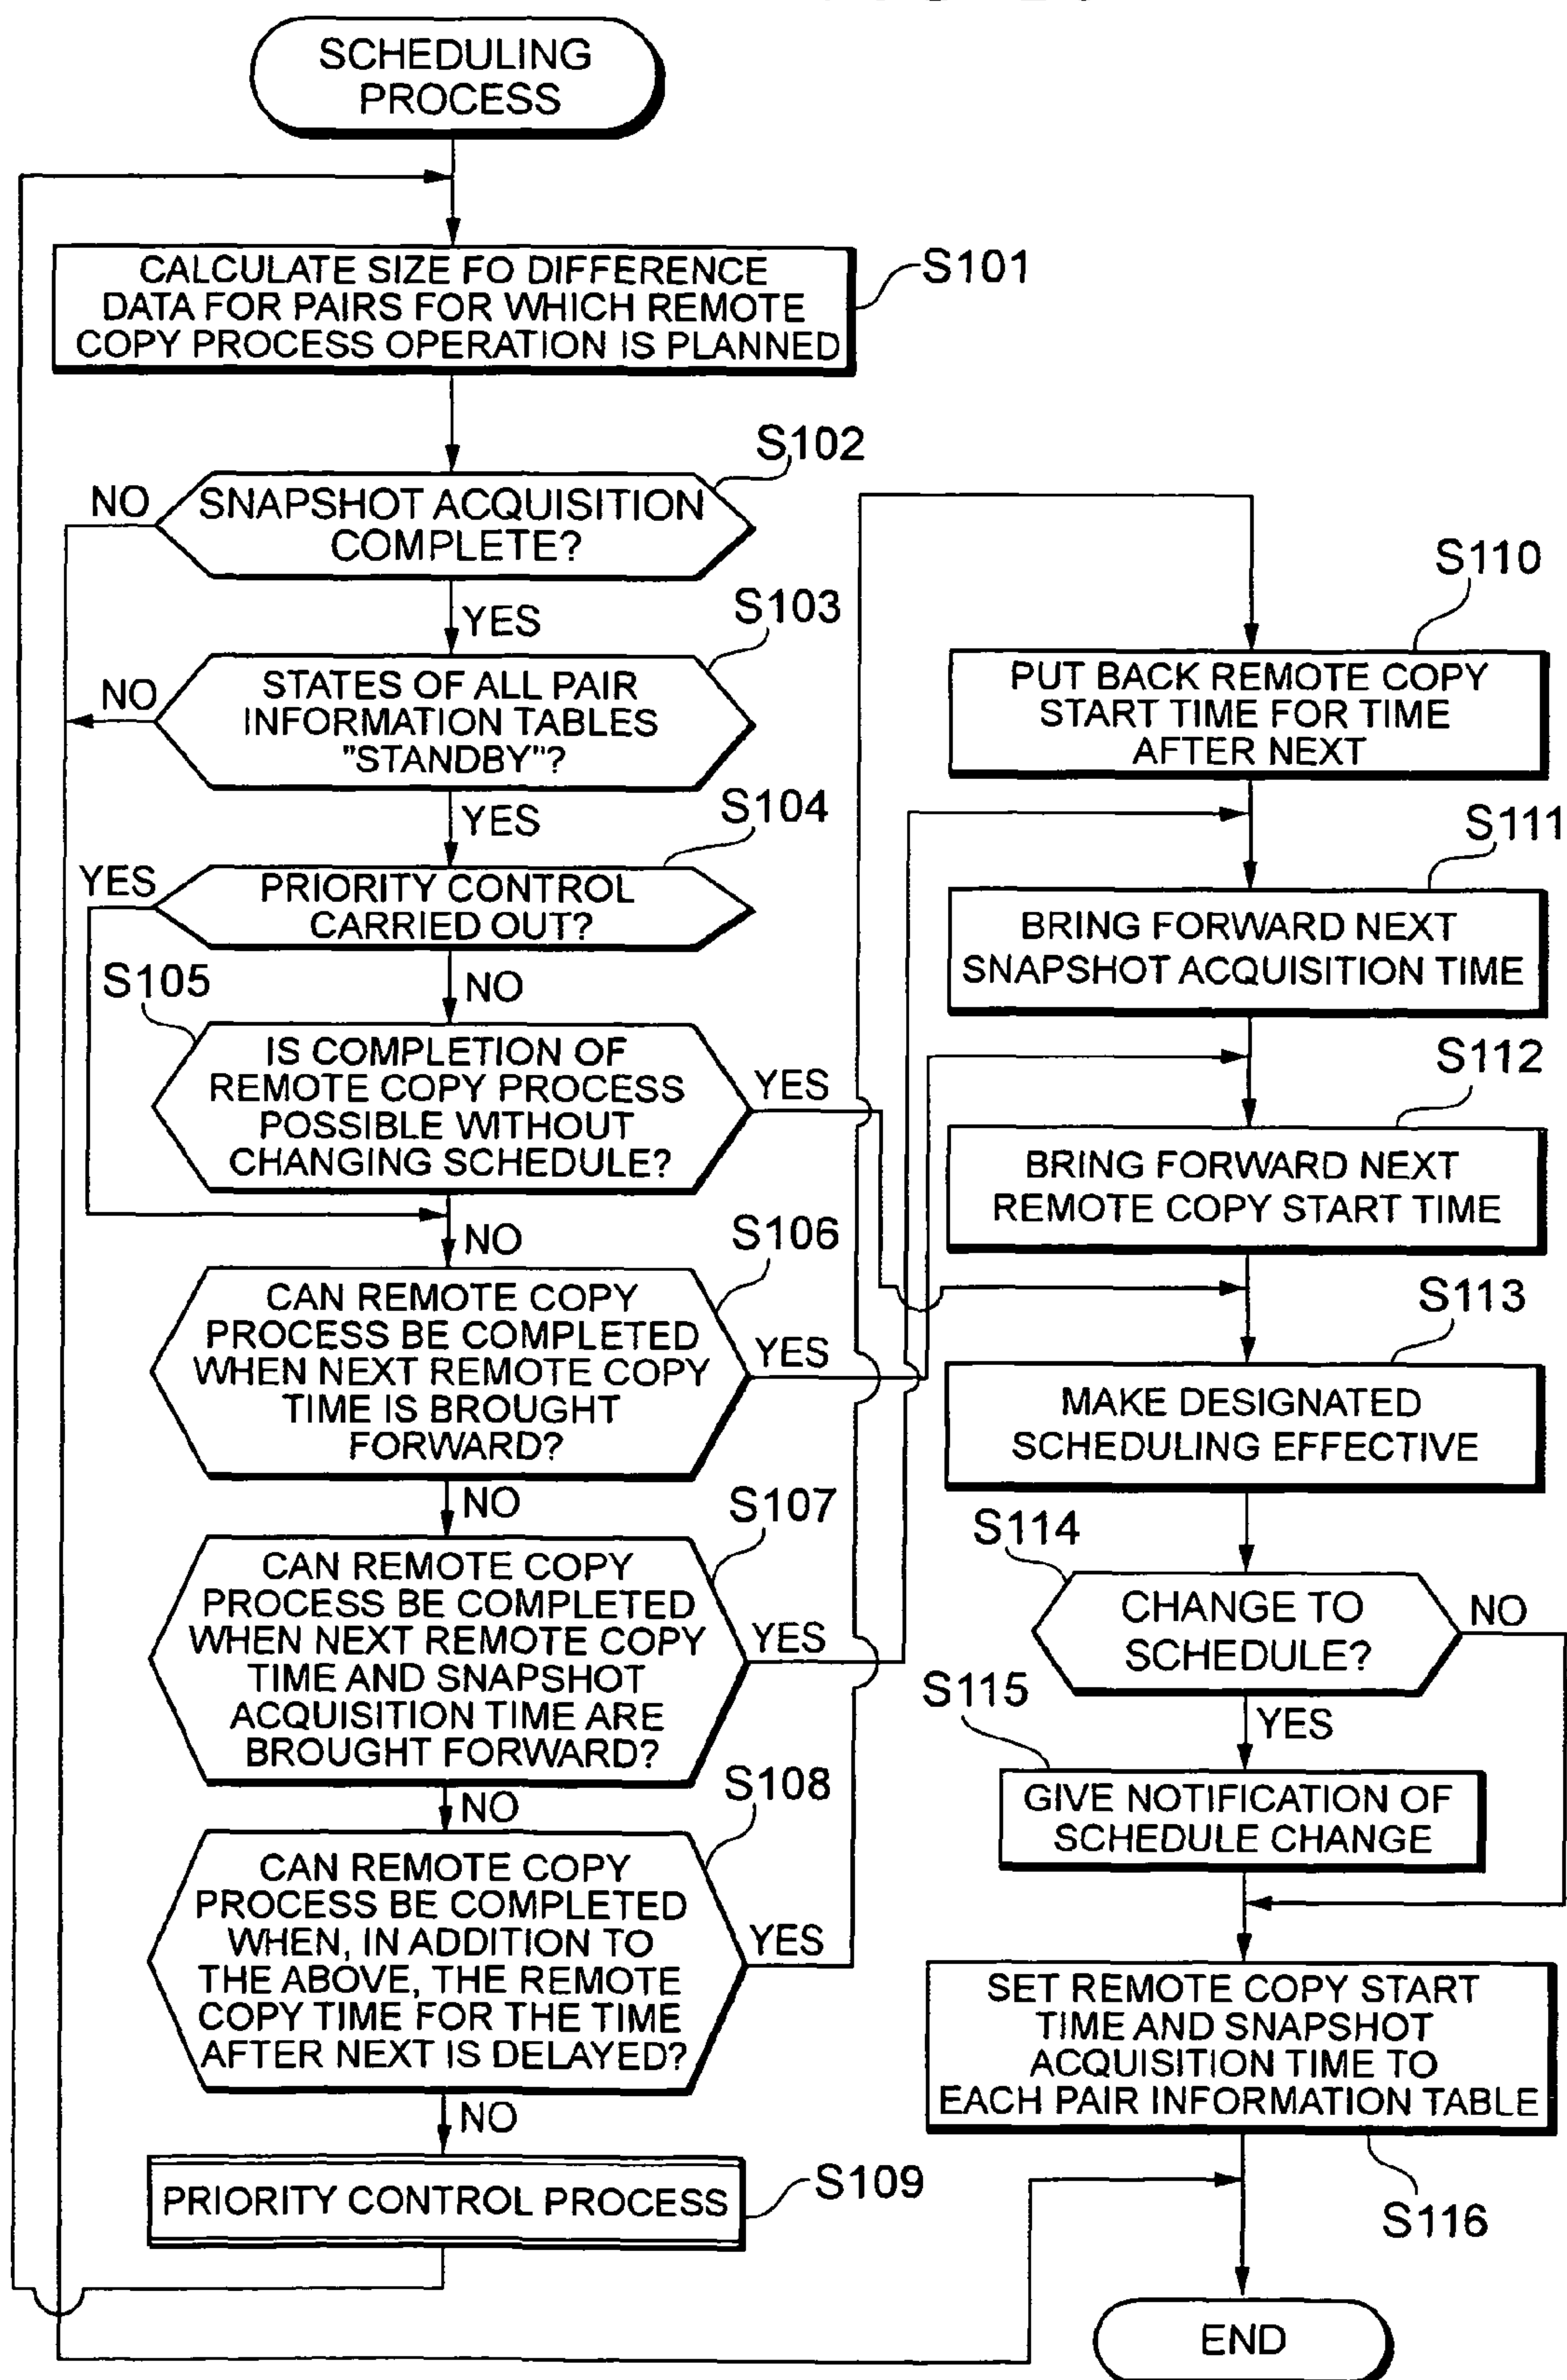 SCHEDULING
PROCESS
CALCULATE SIZE FO DIFFERENCE
DATA FOR PAIRS FOR WHICH REMOTE
COPY PROCESS OPERATION IS PLANNED
S101
S102
NO
SNAPSHOT ACQUISITION
COMPLETE?
YES
S103
NO
STATES OF ALL PAIR
INFORMATION TABLES
"STANDBY"?
YES
S104
YES
PRIORITY CONTROL
CARRIED OUT?
NO
S105
IS COMPLETION OF
REMOTE COPY PROCESS
POSSIBLE WITHOUT
CHANGING SCHEDULE?
YES
NO
S106
CAN REMOTE COPY
PROCESS BE COMPLETED
WHEN NEXT REMOTE COPY
TIME IS BROUGHT
FORWARD?
YES
NO
S107
CAN REMOTE COPY
PROCESS BE COMPLETED
WHEN NEXT REMOTE COPY
TIME AND SNAPSHOT
ACQUISITION TIME ARE
BROUGHT FORWARD?
YES
NO
S108
CAN REMOTE COPY
PROCESS BE COMPLETED
WHEN, IN ADDITION TO
THE ABOVE, THE REMOTE
COPY TIME FOR THE TIME
AFTER NEXT IS DELAYED?
YES
NO
PRIORITY CONTROL PROCESS
S109
S110
PUT BACK REMOTE COPY
START TIME FOR TIME
AFTER NEXT
S111
BRING FORWARD NEXT
SNAPSHOT ACQUISITION TIME
S112
BRING FORWARD NEXT
REMOTE COPY START TIME
S113
MAKE DESIGNATED
SCHEDULING EFFECTIVE
S114
CHANGE TO
SCHEDULE?
NO
YES
S115
GIVE NOTIFICATION OF
SCHEDULE CHANGE
SET REMOTE COPY START
TIME AND SNAPSHOT
ACQUISITION TIME TO
EACH PAIR INFORMATION TABLE
S116
END